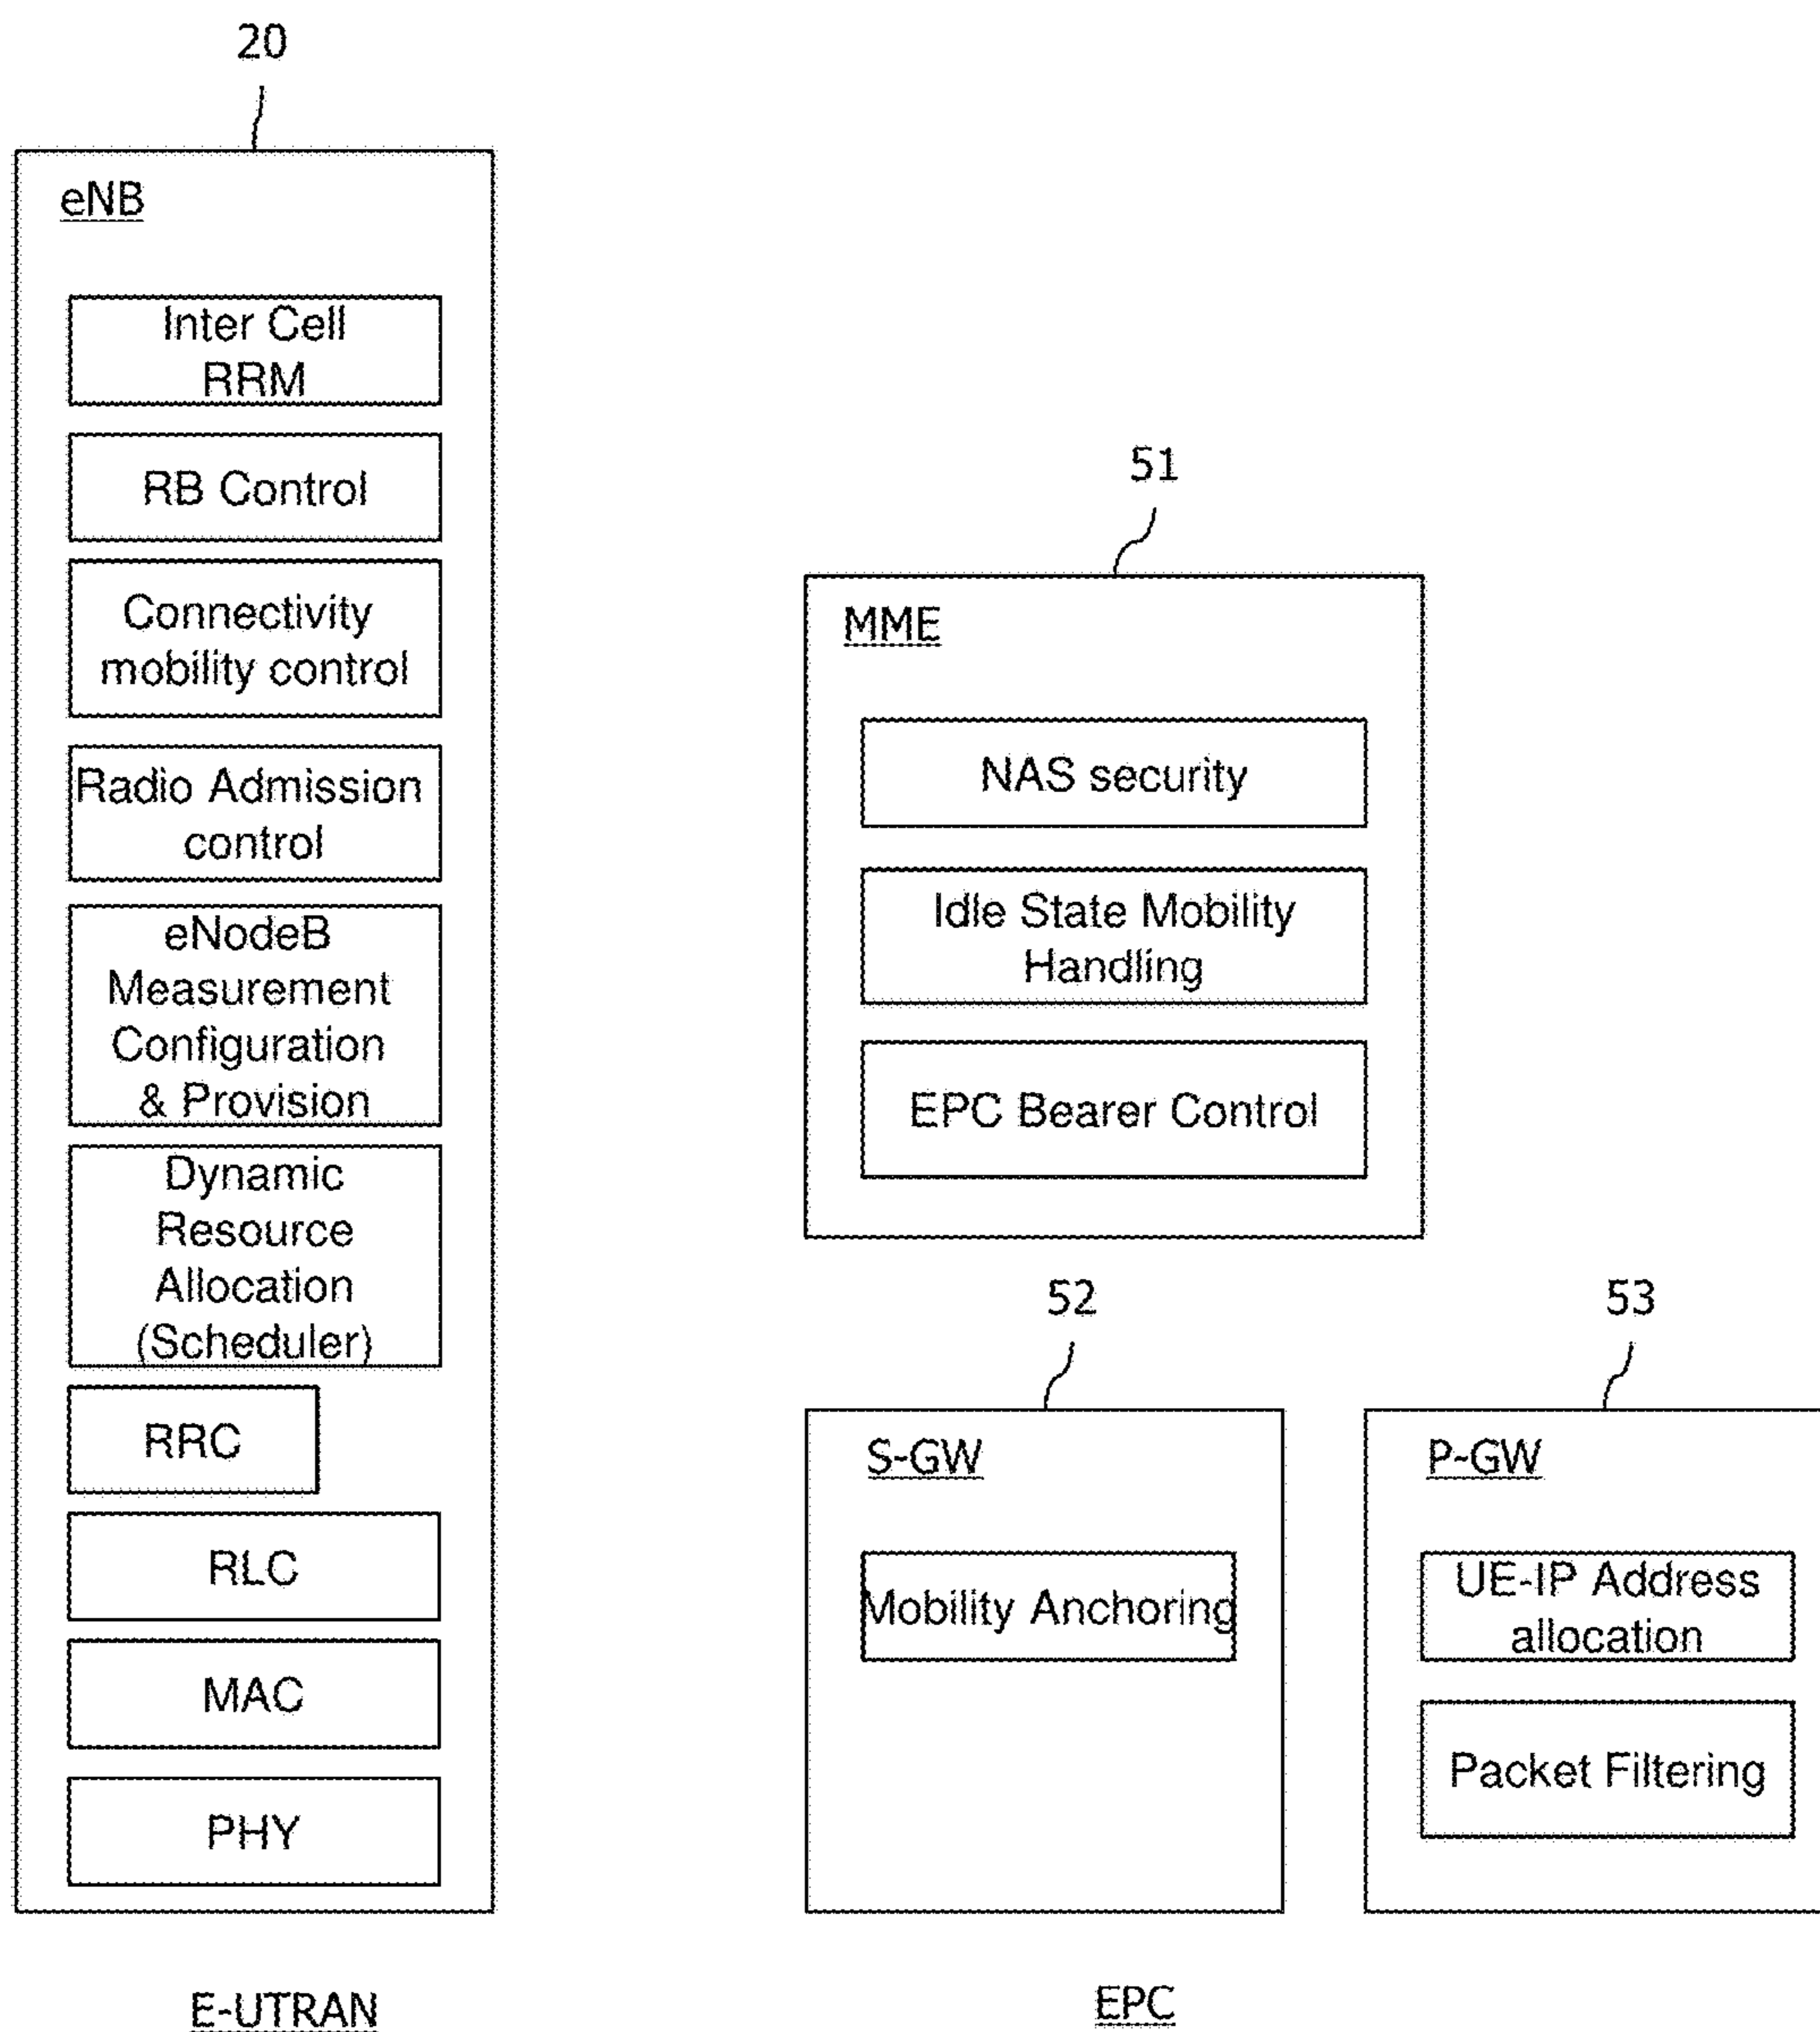 20
eNB
Inter Cell
RRM
RB Control
Connectivity
mobility control
Radio Admission
control
eNodeB
Measurement
Configuration
& Provision
Dynamic
Resource
Allocation
(Scheduler)
RRC
RLC
MAC
PHY
E-UTRAN
51
MME
NAS security
Idle State Mobility
Handling
EPC Bearer Control
52
S-GW
Mobility Anchoring
53
P-GW
UE-IP Address
allocation
Packet Filtering
EPC